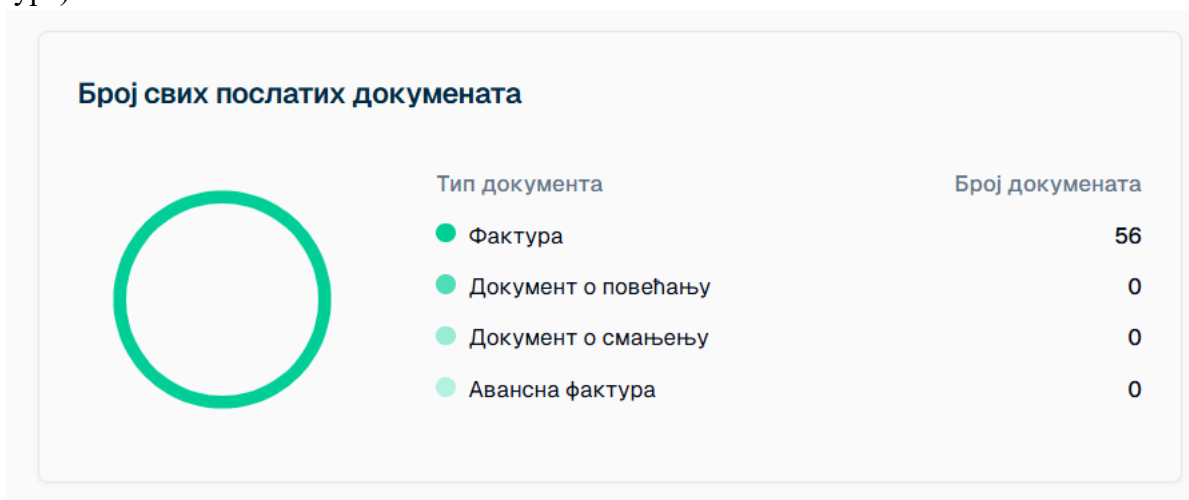 Број свих послатих докумената
Тип документа Број докумената
Фактура 56
Документ о повећању 0
Документ о смањењу 0
Авансна фактура 0